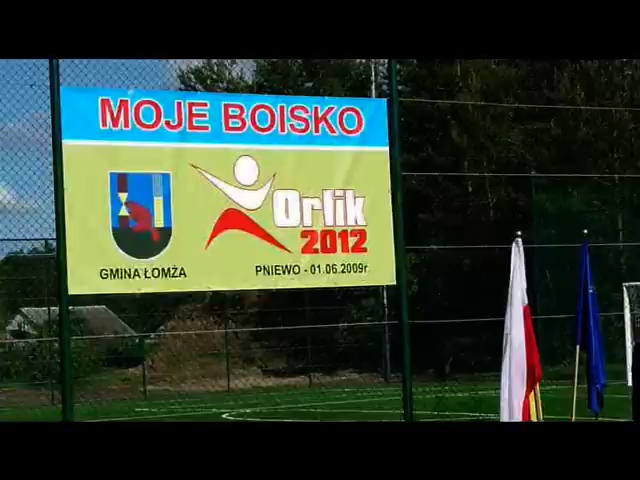 MOJE BOISKO
Orlik
2012
GMINA ŁOMŻA
PNIEWO - 01.06.2009r.